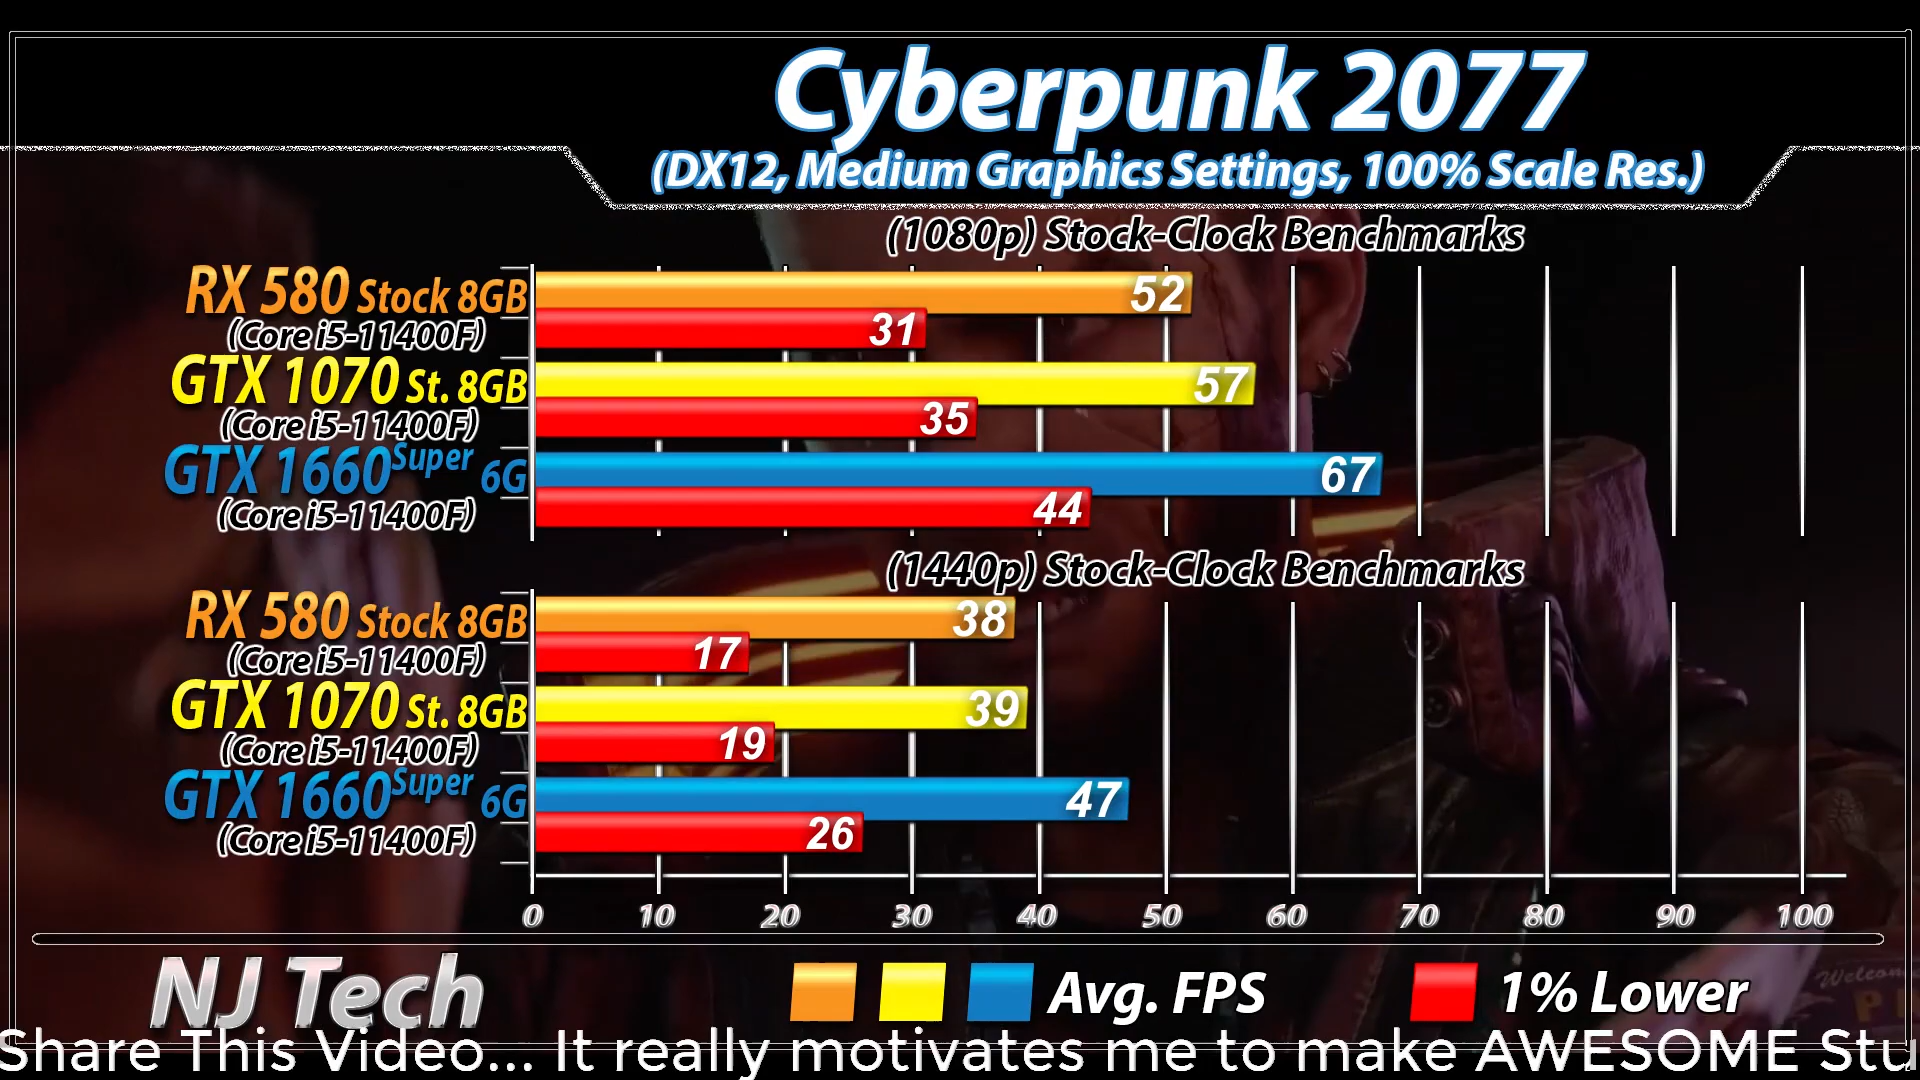 Cyberpunk 2077
(DX12, Medium Graphics Settings, 100% Scale Res.)
(1080p) Stock-Clock Benchmarks
RX 580 Stock 8GB
(Core i5-11400F)
52
31
GTX 1070 St. 8GB
(Core i5-11400F)
57
35
GTX 1660 Super 6G
(Core i5-11400F)
67
44
(1440p) Stock-Clock Benchmarks
RX 580 Stock 8GB
(Core i5-11400F)
38
17
GTX 1070 St. 8GB
(Core i5-11400F)
39
19
GTX 1660 Super 6G
(Core i5-11400F)
47
26
0 10 20 30 40 50 60 70 80 90 100
NJ Tech
Avg. FPS
1% Lower
Share This Video... It really motivates me to make AWESOME Stu